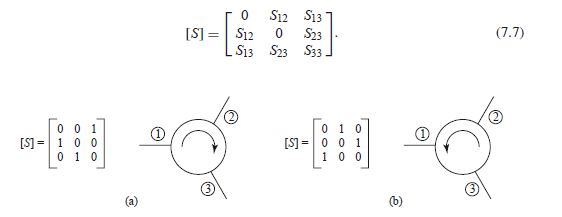 [S] = [ 0 S12 S13
S12 0 S23
S13 S23 S33 ]. (7.7)
[S] = [ 0 0 1
1 0 0
0 1 0 ]
① ② ③
(a)
[S] = [ 0 1 0
0 0 1
1 0 0 ]
① ② ③
(b)